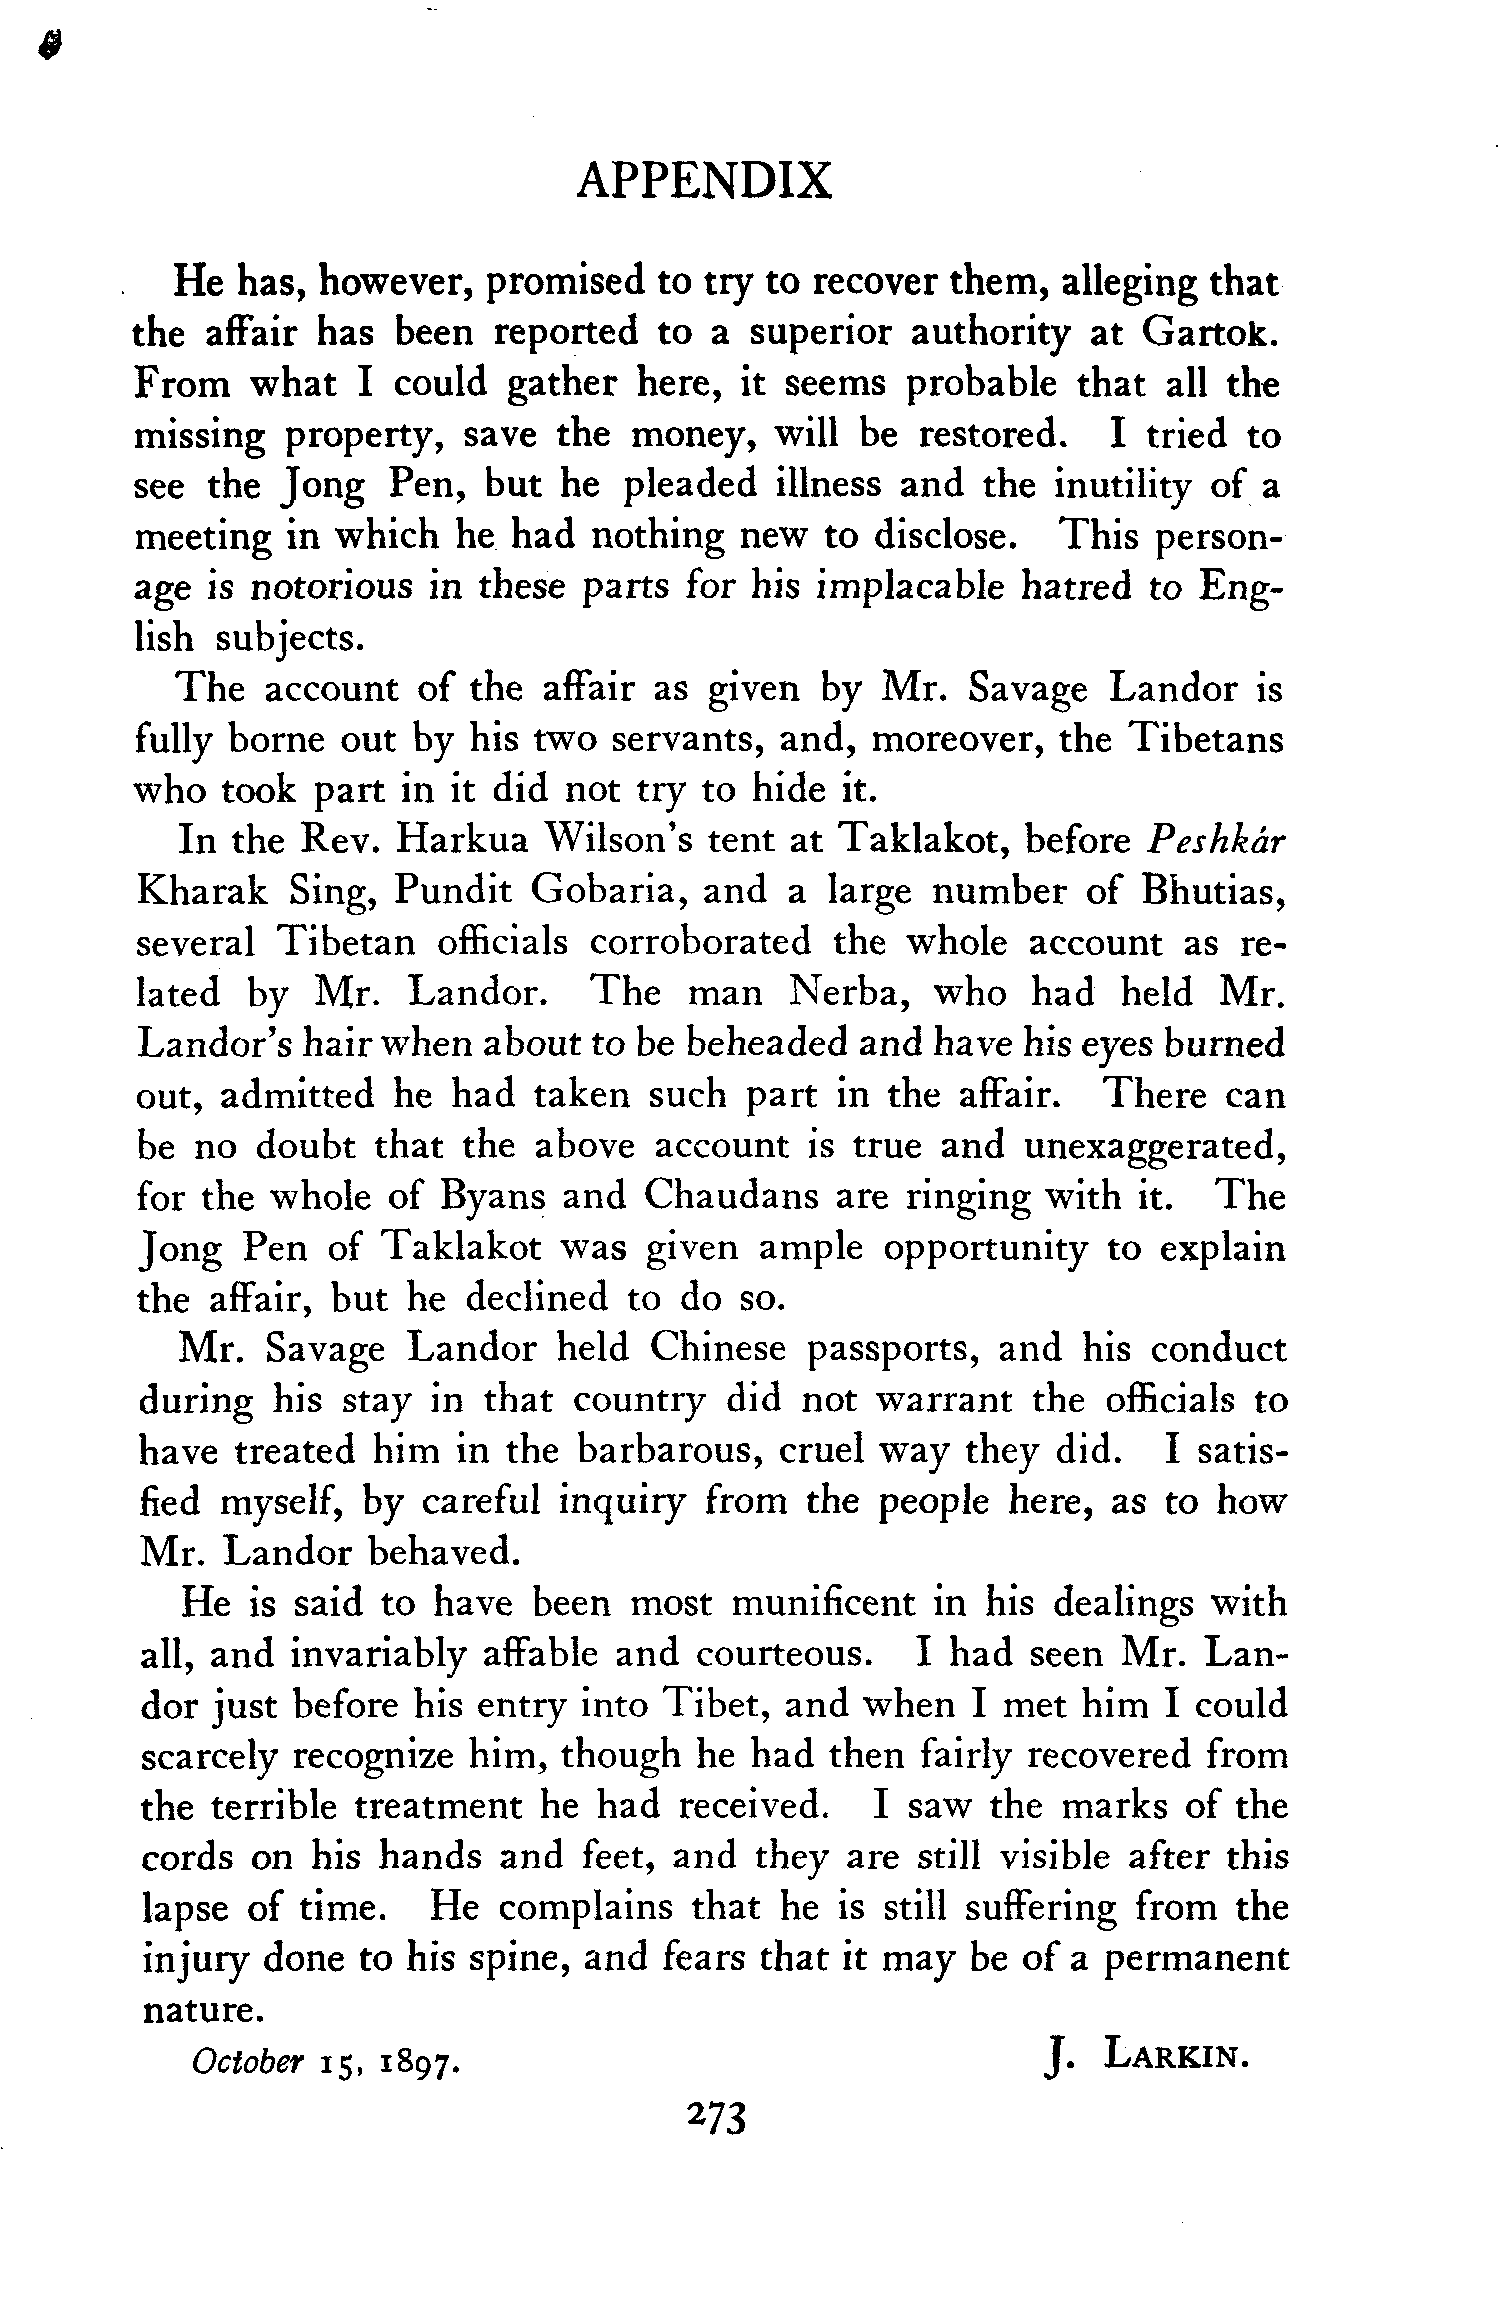 APPENDIX
He has, however, promised to try to recover them, alleging that
the affair has been reported to a superior authority at Gartok.
From what I could gather here, it seems probable that all the
missing property, save the money, will be restored. I tried to
see the Jong Pen, but he pleaded illness and the inutility of a
meeting in which he had nothing new to disclose. This person-
age is notorious in these parts for his implacable hatred to Eng-
lish subjects.
The account of the affair as given by Mr. Savage Landor is
fully borne out by his two servants, and, moreover, the Tibetans
who took part in it did not try to hide it.
In the Rev. Harkua Wilson's tent at Taklakot, before Peshkár
Kharak Sing, Pundit Gobaria, and a large number of Bhutias,
several Tibetan officials corroborated the whole account as re-
lated by Mr. Landor. The man Nerba, who had held Mr.
Landor's hair when about to be beheaded and have his eyes burned
out, admitted he had taken such part in the affair. There can
be no doubt that the above account is true and unexaggerated,
for the whole of Byans and Chaudans are ringing with it. The
Jong Pen of Taklakot was given ample opportunity to explain
the affair, but he declined to do so.
Mr. Savage Landor held Chinese passports, and his conduct
during his stay in that country did not warrant the officials to
have treated him in the barbarous, cruel way they did. I satis-
fied myself, by careful inquiry from the people here, as to how
Mr. Landor behaved.
He is said to have been most munificent in his dealings with
all, and invariably affable and courteous. I had seen Mr. Lan-
dor just before his entry into Tibet, and when I met him I could
scarcely recognize him, though he had then fairly recovered from
the terrible treatment he had received. I saw the marks of the
cords on his hands and feet, and they are still visible after this
lapse of time. He complains that he is still suffering from the
injury done to his spine, and fears that it may be of a permanent
nature.
October 15, 1897. J. LARKIN.
273